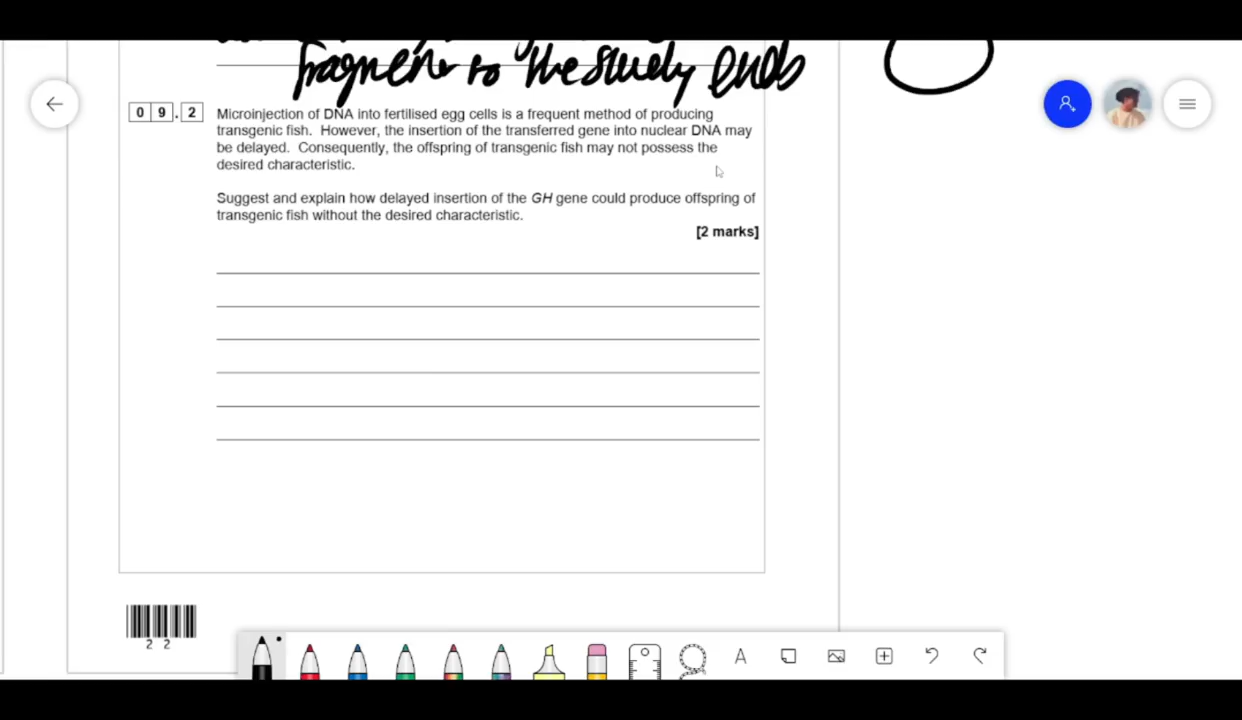 fragment to the sticky ends
09.2 Microinjection of DNA into fertilised egg cells is a frequent method of producing
transgenic fish. However, the insertion of the transferred gene into nuclear DNA may
be delayed. Consequently, the offspring of transgenic fish may not possess the
desired characteristic.
Suggest and explain how delayed insertion of the GH gene could produce offspring of
transgenic fish without the desired characteristic.
[2 marks]
22
A